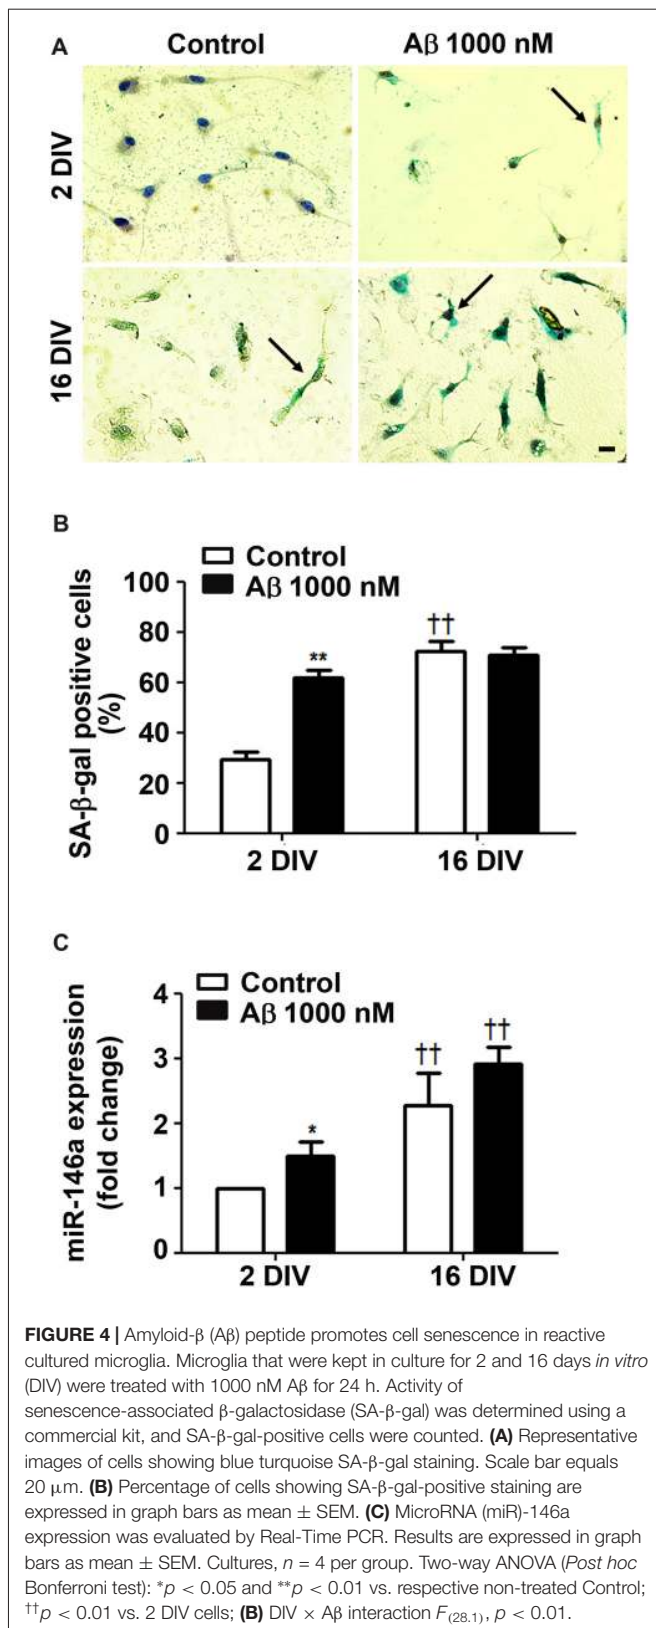 A
Control
Aβ 1000 nM
2 DIV
16 DIV
B
Control
Aβ 1000 nM
SA-β-gal positive cells
(%)
100
80
60
40
20
0
**
††
2 DIV
16 DIV
C
Control
Aβ 1000 nM
miR-146a expression
(fold change)
4
3
2
1
0
*
††
††
2 DIV
16 DIV
FIGURE 4 | Amyloid-β (Aβ) peptide promotes cell senescence in reactive
cultured microglia. Microglia that were kept in culture for 2 and 16 days in vitro
(DIV) were treated with 1000 nM Aβ for 24 h. Activity of
senescence-associated β-galactosidase (SA-β-gal) was determined using a
commercial kit, and SA-β-gal-positive cells were counted. (A) Representative
images of cells showing blue turquoise SA-β-gal staining. Scale bar equals
20 μm. (B) Percentage of cells showing SA-β-gal-positive staining are
expressed in graph bars as mean ± SEM. (C) MicroRNA (miR)-146a
expression was evaluated by Real-Time PCR. Results are expressed in graph
bars as mean ± SEM. Cultures, n = 4 per group. Two-way ANOVA (Post hoc
Bonferroni test): *p < 0.05 and **p < 0.01 vs. respective non-treated Control;
††p < 0.01 vs. 2 DIV cells; (B) DIV × Aβ interaction F(28.1), p < 0.01.